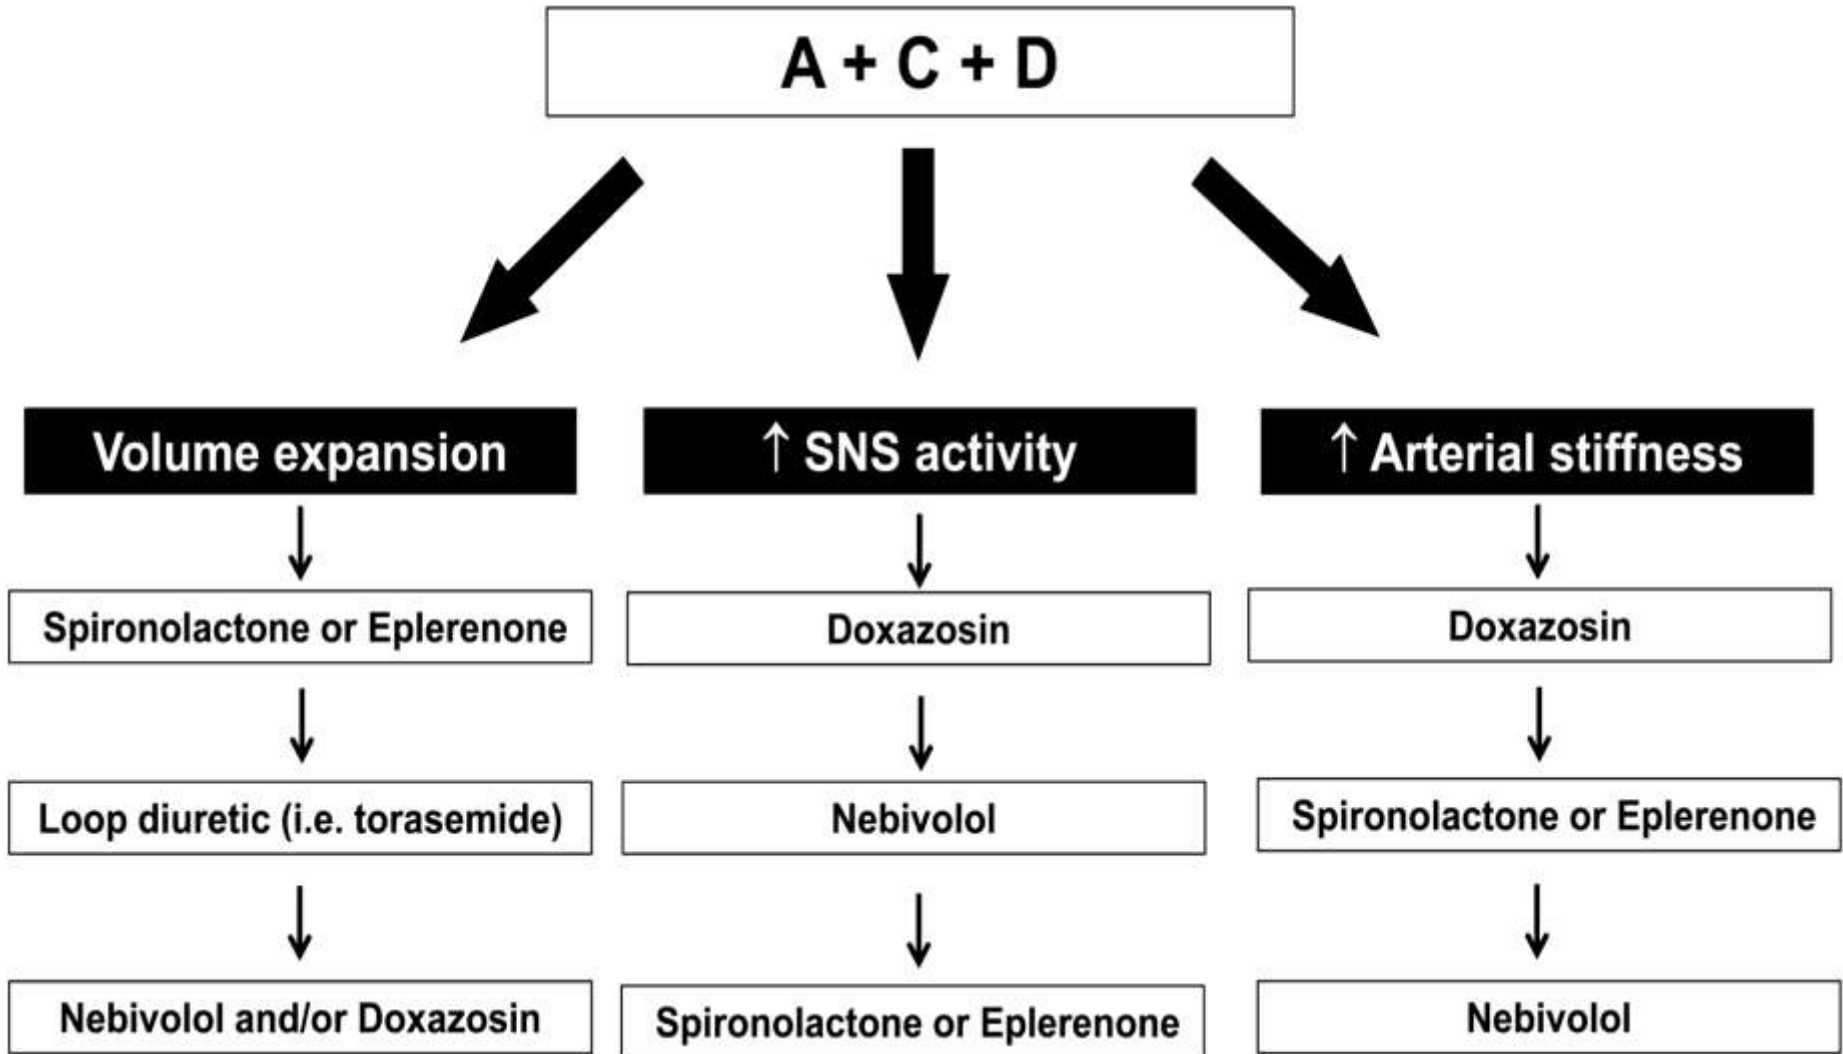 A + C + D
Volume expansion
↑ SNS activity
↑ Arterial stiffness
Spironolactone or Eplerenone
Doxazosin
Doxazosin
Loop diuretic (i.e. torasemide)
Nebivolol
Spironolactone or Eplerenone
Nebivolol and/or Doxazosin
Spironolactone or Eplerenone
Nebivolol